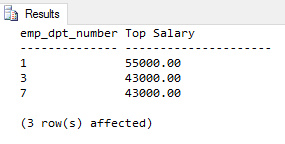 Results
emp_dpt_number Top Salary
-------------- ---------------------
1 55000.00
3 43000.00
7 43000.00
(3 row(s) affected)